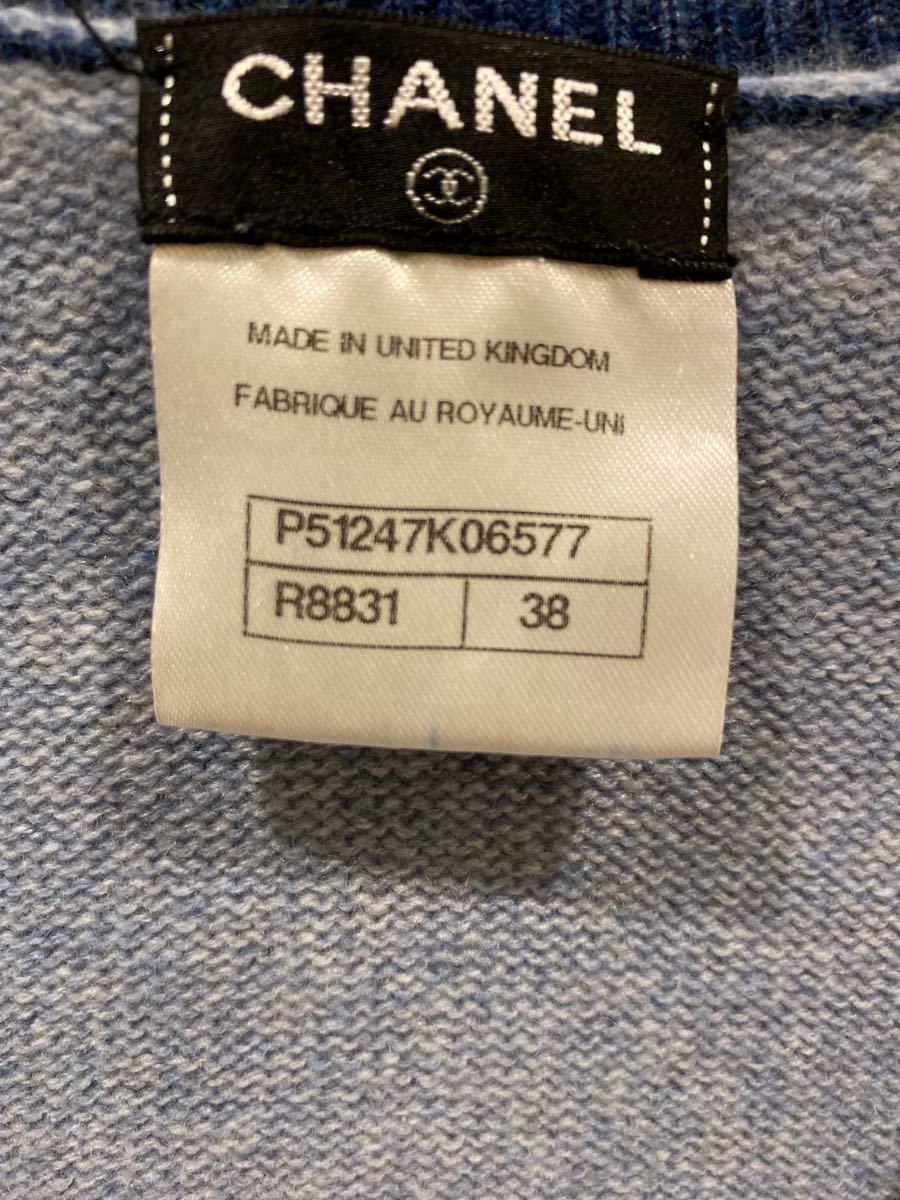 CHANEL
MADE IN UNITED KINGDOM
FABRIQUE AU ROYAUME-UNI
P51247K06577
R8831 38